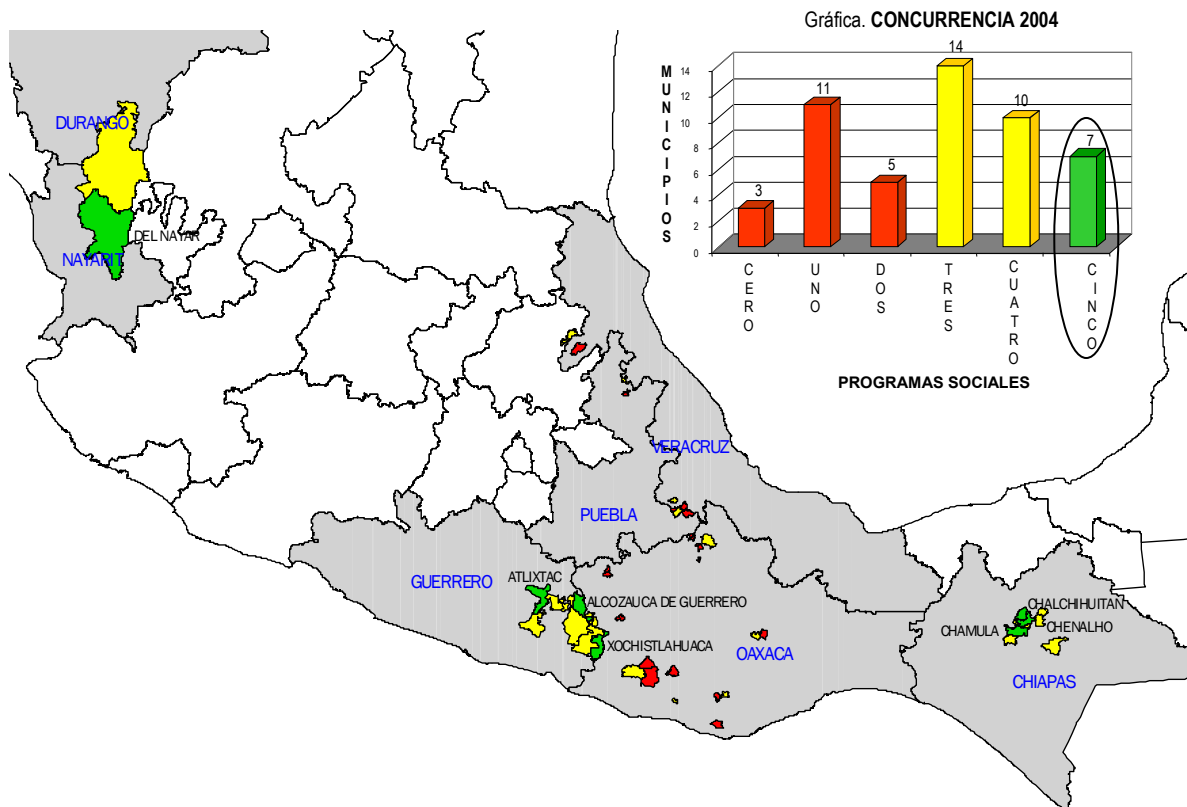 Gráfica. CONCURRENCIA 2004
MUNICIPIOS
14
12
10
8
6
4
2
0
3
11
5
14
10
7
CERO
UNO
DOS
TRES
CUATRO
CINCO
PROGRAMAS SOCIALES
DURANGO
DEL NAYAR
NAYARIT
VERACRUZ
PUEBLA
GUERRERO
ATLIXTAC
ALCOZAUCA DE GUERRERO
XOCHISTLAHUACA
OAXACA
CHALCHIHUITAN
CHAMULA
CHENALHO
CHIAPAS